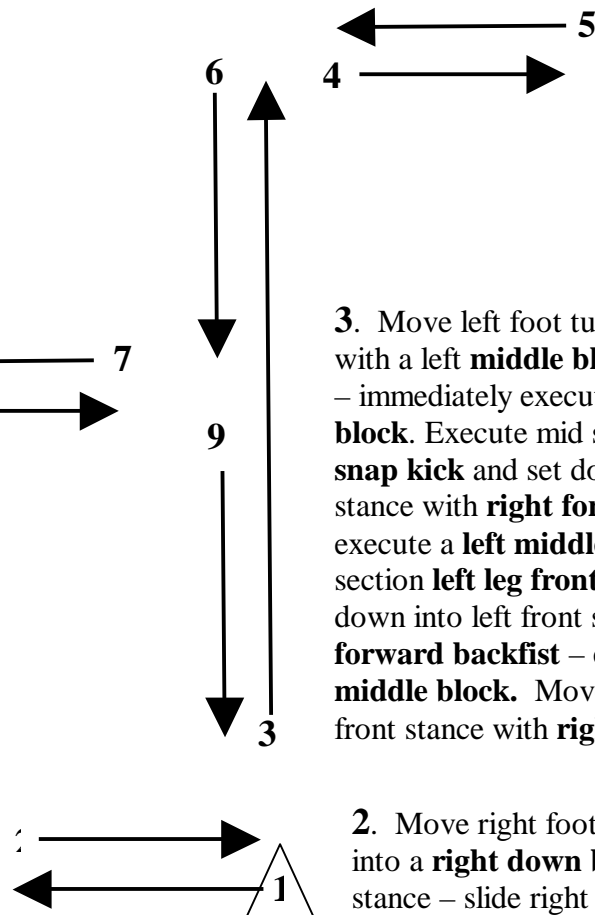 5
6
4
3. Move left foot tu
with a left middle bl
7
– immediately execut
block. Execute mid s
9
snap kick and set do
stance with right for
execute a left middl
section left leg front
down into left front s
forward backfist –
middle block. Mov
3
front stance with rig
2. Move right foot
into a right down b
1
stance – slide right